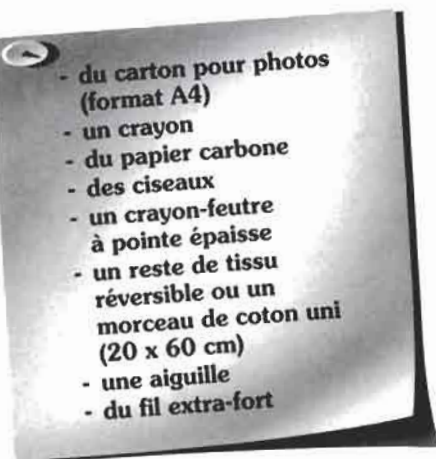 - du carton pour photos
(format A4)
- un crayon
- du papier carbone
- des ciseaux
- un crayon-feutre
à pointe épaisse
- un reste de tissu
réversible ou un
morceau de coton uni
(20 x 60 cm)
- une aiguille
- du fil extra-fort